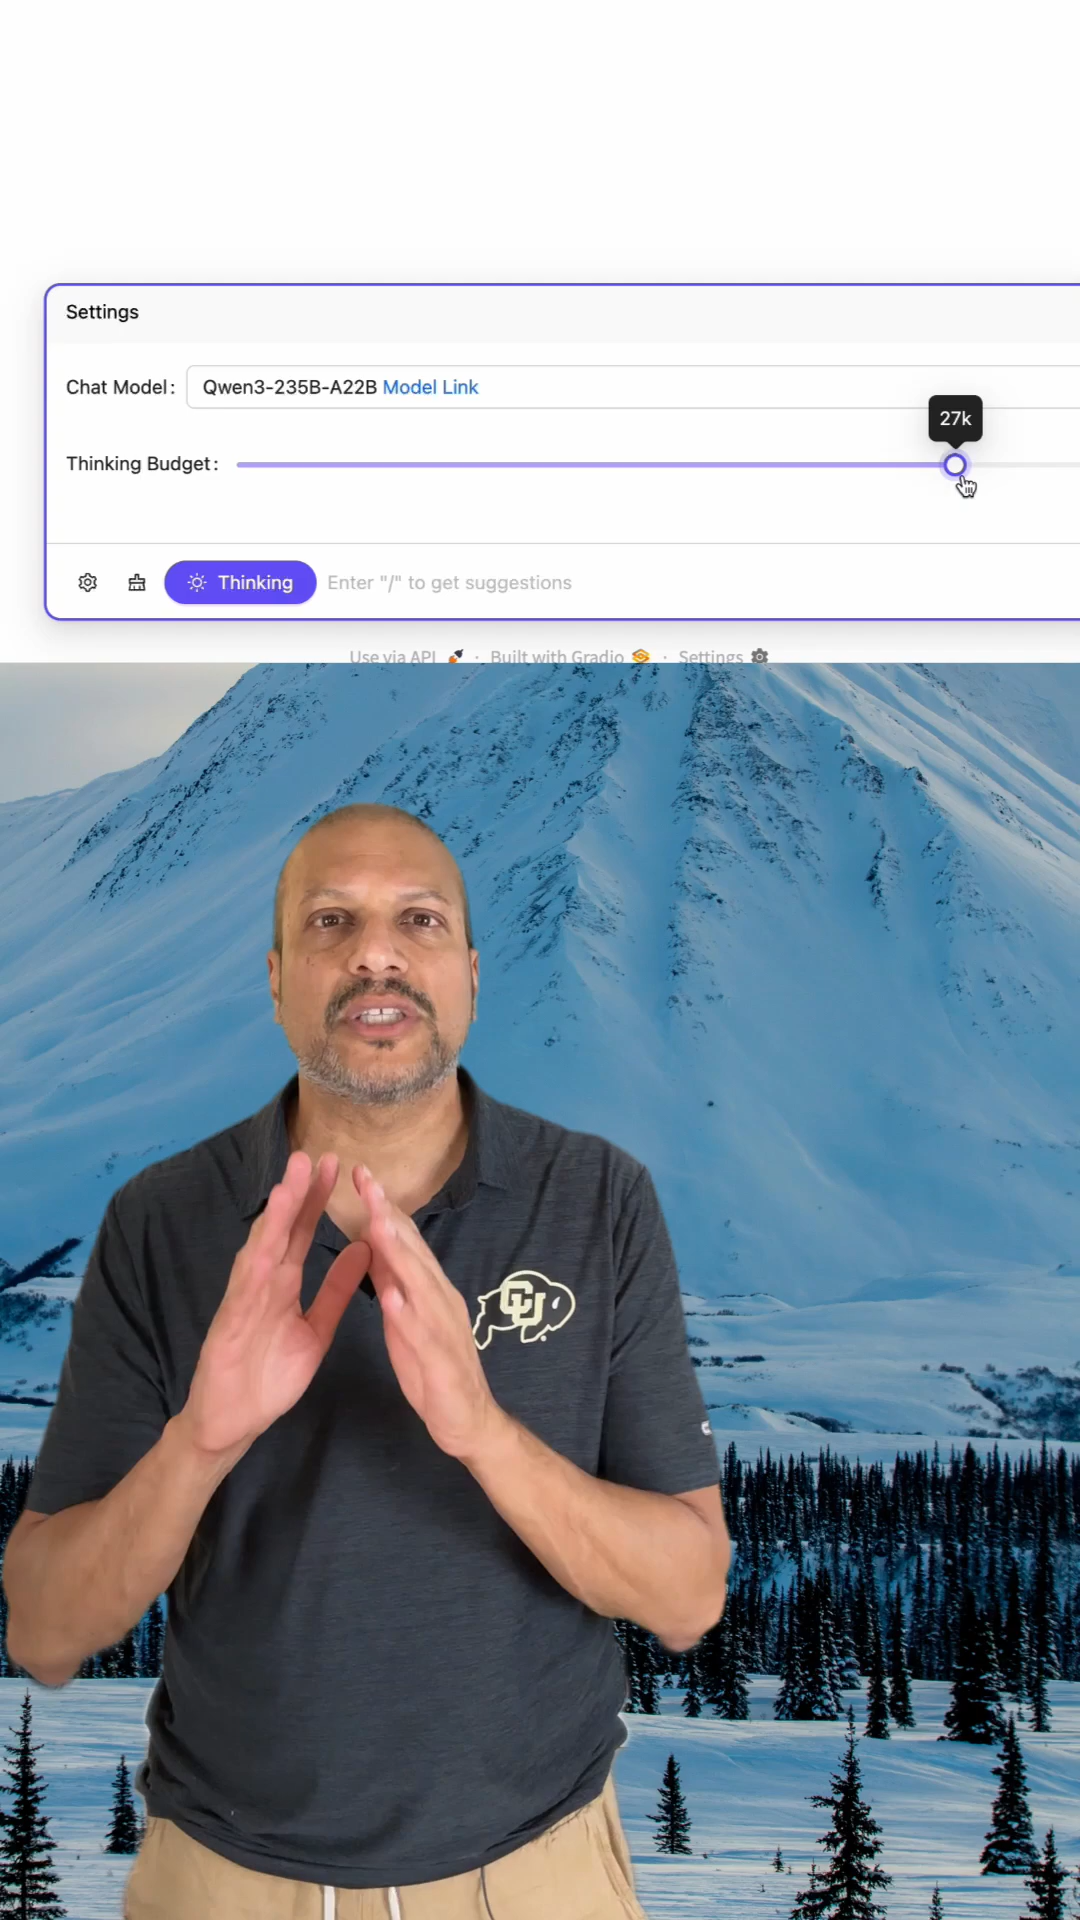 Settings
Chat Model: Qwen3-235B-A22B Model Link
27k
Thinking Budget:
Thinking Enter "/" to get suggestions
Use via API · Built with Gradio · Settings
CU